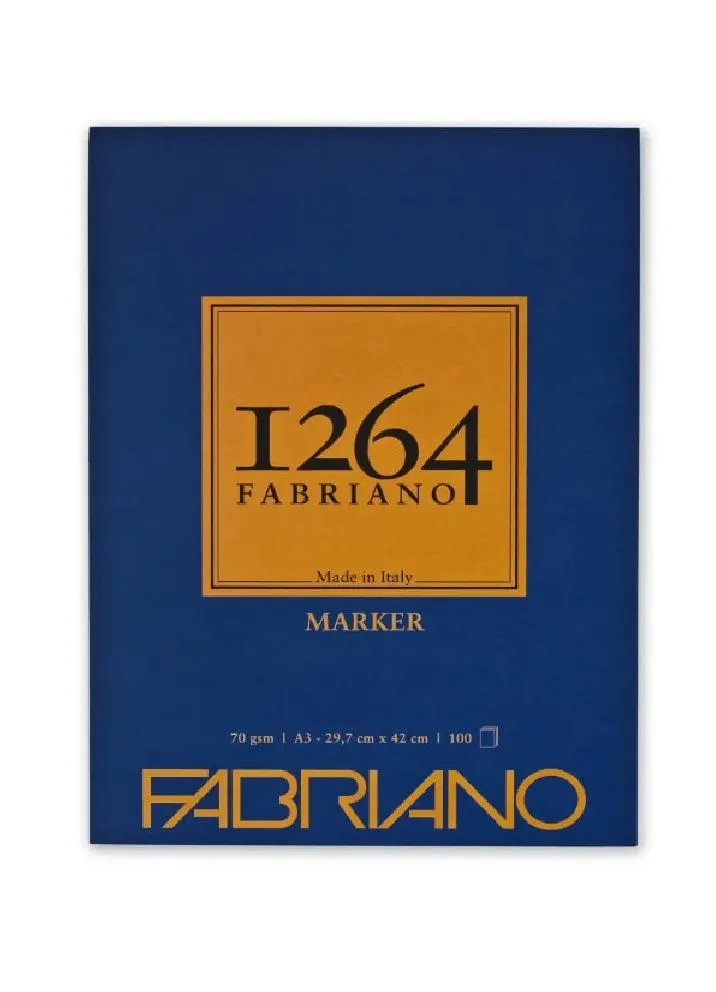 1264
FABRIANO
Made in Italy
MARKER
70 gsm | A3 - 29,7 cm x 42 cm | 100
FABRIANO